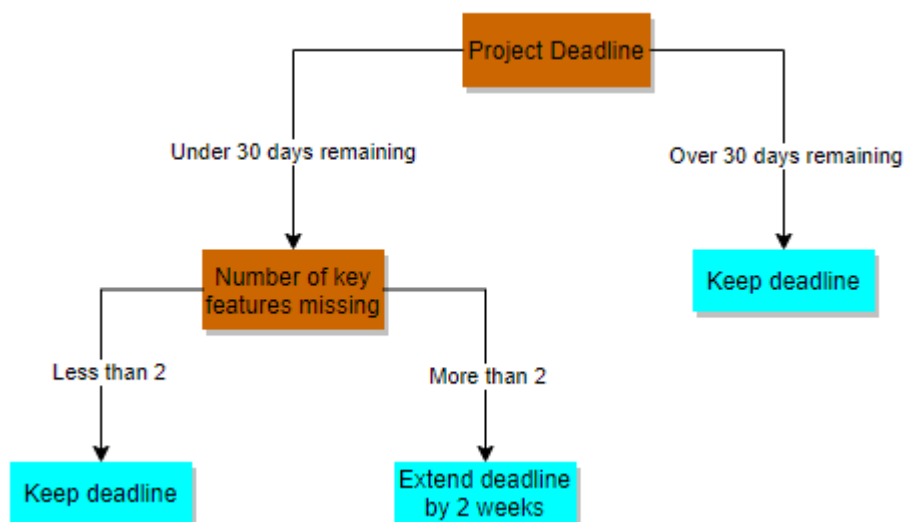 Project Deadline
Under 30 days remaining
Over 30 days remaining
Number of key
features missing
Keep deadline
Less than 2
More than 2
Keep deadline
Extend deadline
by 2 weeks